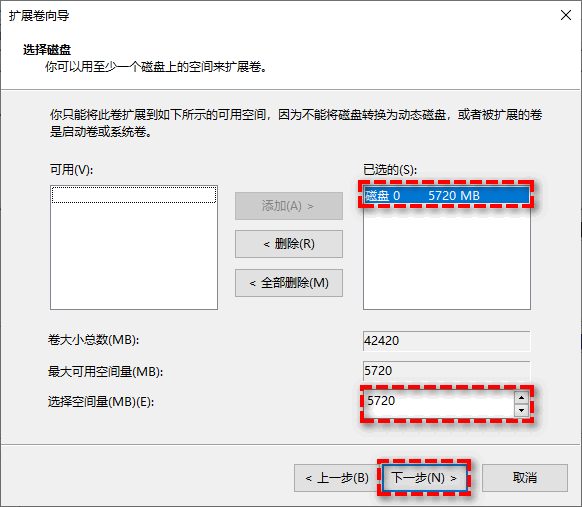 扩展卷向导
选择磁盘
你可以用至少一个磁盘上的空间来扩展卷。
你只能将此卷扩展到如下所示的可用空间，因为不能将磁盘转换为动态磁盘，或者被扩展的卷
是启动卷或系统卷。
可用(V):
已选的(S):
磁盘 0 5720 MB
添加(A) >
< 删除(R)
< 全部删除(M)
卷大小总数(MB): 42420
最大可用空间量(MB): 5720
选择空间量(MB)(E): 5720
< 上一步(B) 下一步(N) > 取消